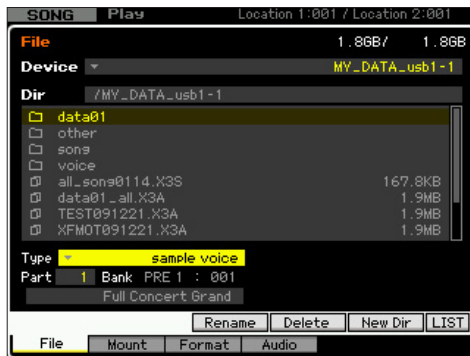 SONG Play Location 1:001 / Location 2:001
File 1.8GB/ 1.8GB
Device MY_DATA_usb1-1
Dir /MY_DATA_usb1-1
data01
other
song
voice
all_song0114.X3S 167.8KB
data01_all.X3A 1.9MB
TEST091221.X3A 1.9MB
XFMOT091221.X3A 1.9MB
Type sample voice
Part 1 Bank PRE1 : 001
Full Concert Grand
Rename Delete New Dir LIST
File Mount Format Audio